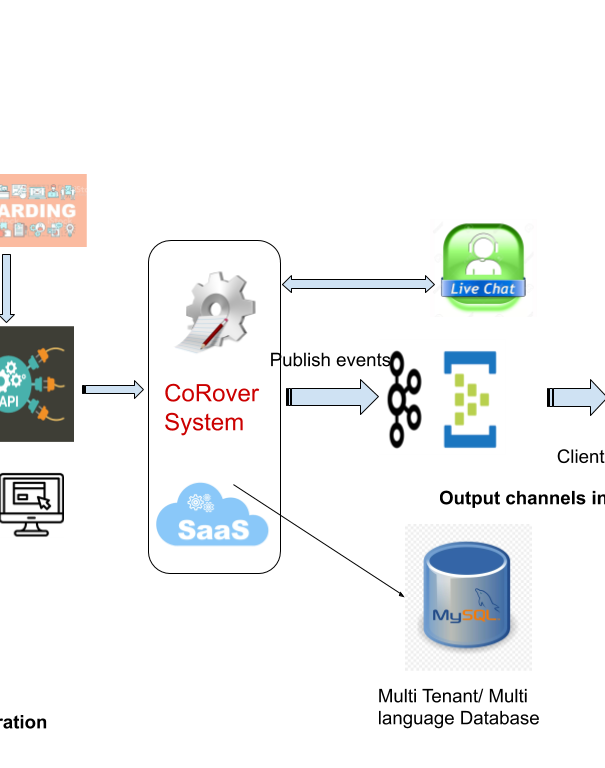 ARDING
API
Live Chat
Publish events
CoRover
System
Client
Output channels in
SaaS
MySQL
Multi Tenant/ Multi
language Database
ration